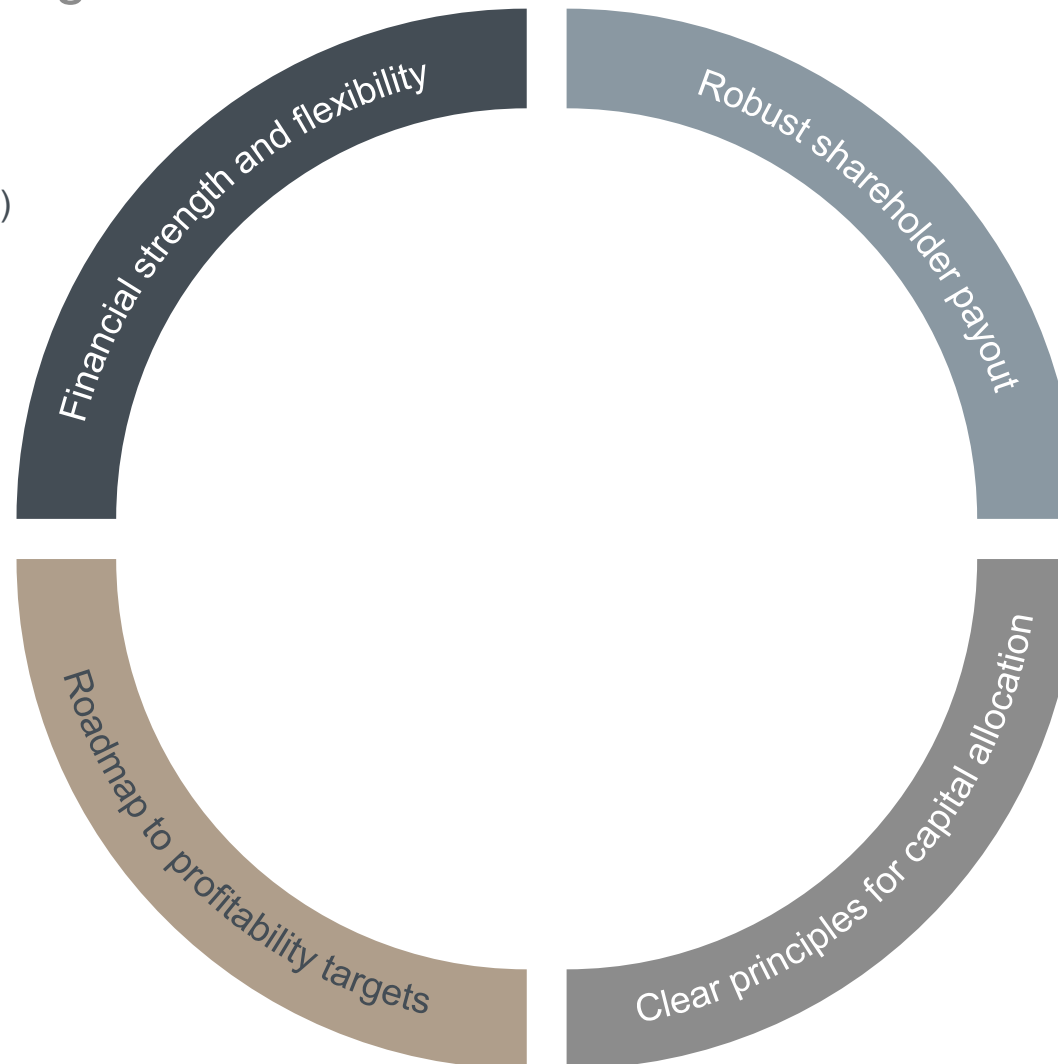 g
)
Financial strength and flexibility
Robust shareholder payout
Roadmap to profitability targets
Clear principles for capital allocation